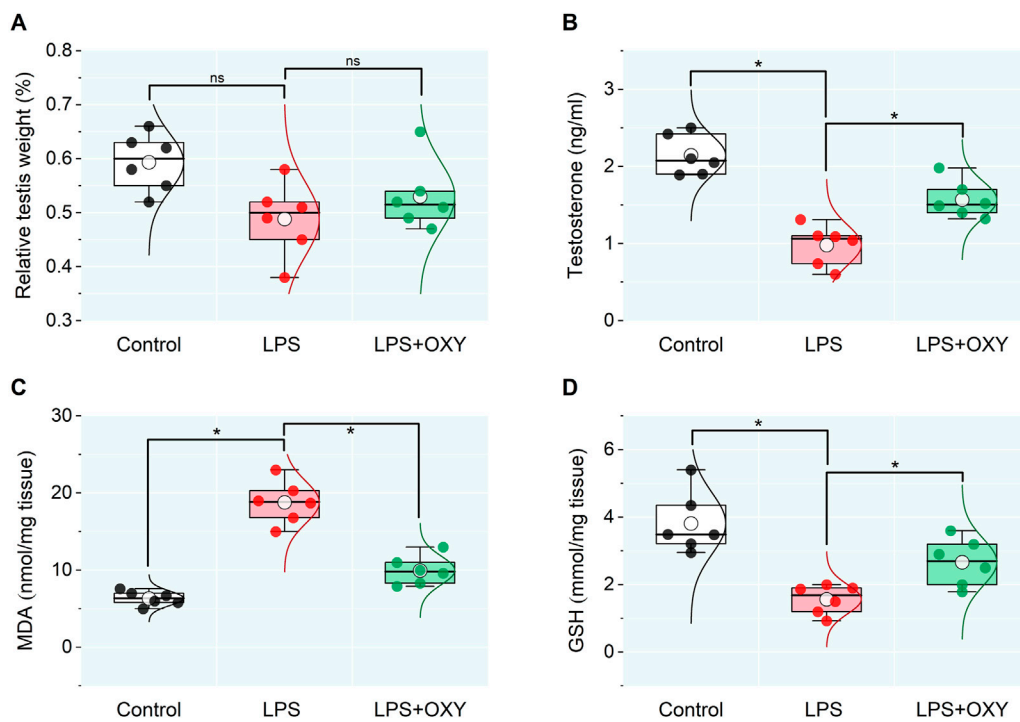 A
Relative testis weight (%)
0.8
0.7
0.6
0.5
0.4
0.3
ns
ns
Control
LPS
LPS+OXY
B
Testosterone (ng/ml)
3
2
1
0
*
*
Control
LPS
LPS+OXY
C
MDA (nmol/mg tissue)
30
20
10
0
*
*
Control
LPS
LPS+OXY
D
GSH (nmol/mg tissue)
6
4
2
0
*
*
Control
LPS
LPS+OXY